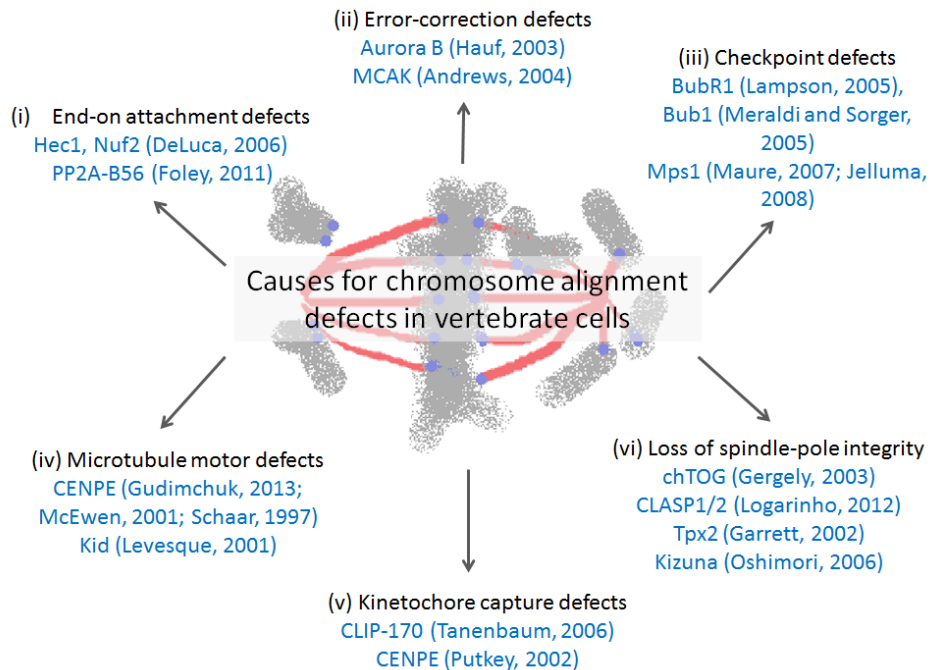 (ii) Error-correction defects
Aurora B (Hauf, 2003)
MCAK (Andrews, 2004)
(iii) Checkpoint defects
BubR1 (Lampson, 2005),
Bub1 (Meraldi and Sorger,
2005)
Mps1 (Maure, 2007; Jelluma,
2008)
(i) End-on attachment defects
Hec1, Nuf2 (DeLuca, 2006)
PP2A-B56 (Foley, 2011)
Causes for chromosome alignment
defects in vertebrate cells
(iv) Microtubule motor defects
CENPE (Gudimchuk, 2013;
McEwen, 2001; Schaar, 1997)
Kid (Levesque, 2001)
(vi) Loss of spindle-pole integrity
chTOG (Gergely, 2003)
CLASP1/2 (Logarinho, 2012)
Tpx2 (Garrett, 2002)
Kizuna (Oshimori, 2006)
(v) Kinetochore capture defects
CLIP-170 (Tanenbaum, 2006)
CENPE (Putkey, 2002)